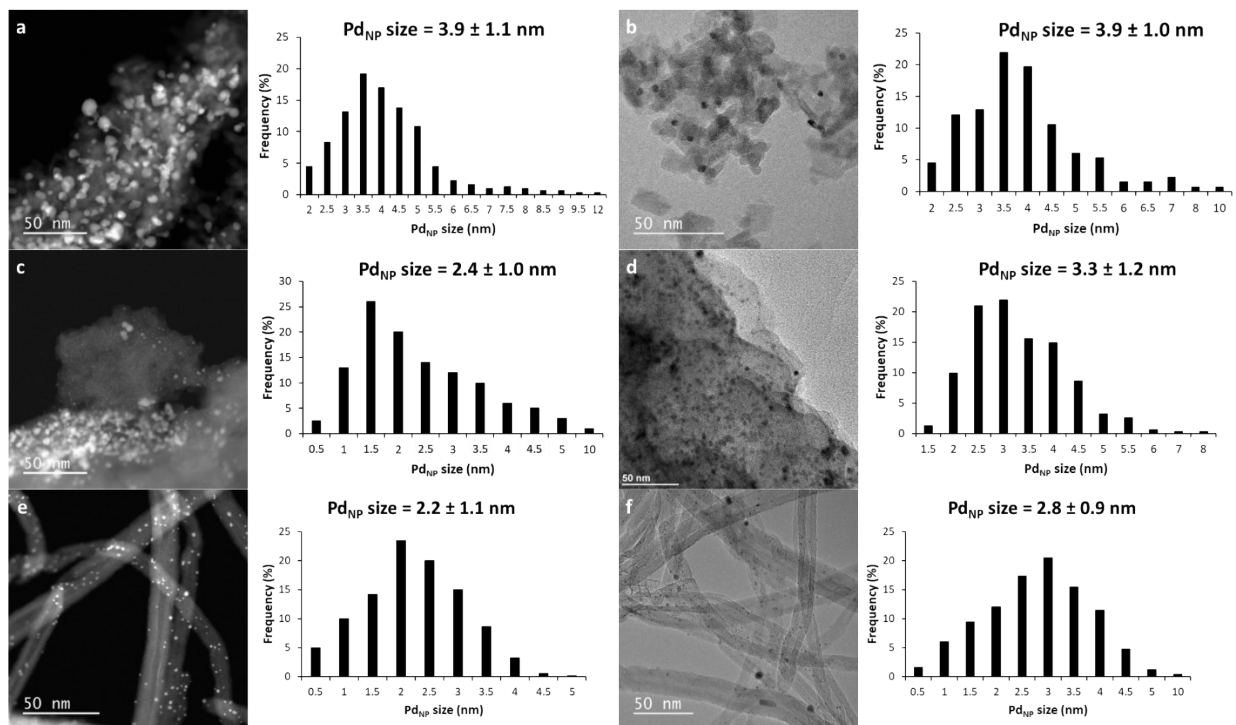 a
50 nm
Pd_NP size = 3.9 ± 1.1 nm
Frequency (%)
25
20
15
10
5
0
2 2.5 3 3.5 4 4.5 5 5.5 6 6.5 7 7.5 8 8.5 9 9.5 12
Pd_NP size (nm)
b
50 nm
Pd_NP size = 3.9 ± 1.0 nm
Frequency (%)
25
20
15
10
5
0
2 2.5 3 3.5 4 4.5 5 5.5 6 6.5 7 8 10
Pd_NP size (nm)
c
50 nm
Pd_NP size = 2.4 ± 1.0 nm
Frequency (%)
30
25
20
15
10
5
0
0.5 1 1.5 2 2.5 3 3.5 4 4.5 5 10
Pd_NP size (nm)
d
50 nm
Pd_NP size = 3.3 ± 1.2 nm
Frequency (%)
25
20
15
10
5
0
1.5 2 2.5 3 3.5 4 4.5 5 5.5 6 7 8
Pd_NP size (nm)
e
50 nm
Pd_NP size = 2.2 ± 1.1 nm
Frequency (%)
25
20
15
10
5
0
0.5 1 1.5 2 2.5 3 3.5 4 4.5 5
Pd_NP size (nm)
f
50 nm
Pd_NP size = 2.8 ± 0.9 nm
Frequency (%)
25
20
15
10
5
0
0.5 1 1.5 2 2.5 3 3.5 4 4.5 5 10
Pd_NP size (nm)